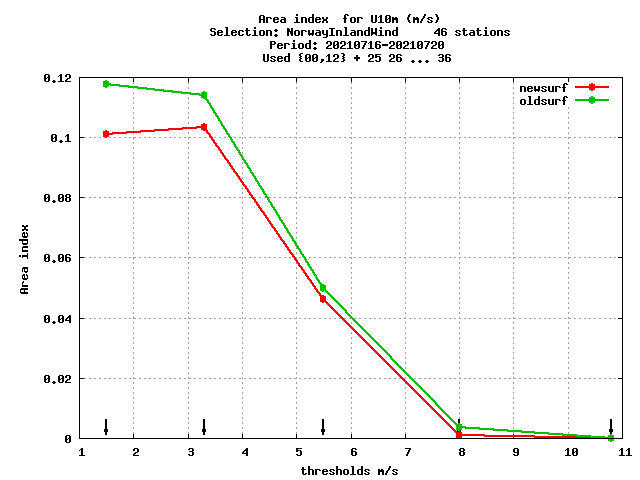 Area index  for U10m (m/s)
Selection: NorwayInlandWind     46 stations
Period: 20210716-20210720
Used {00,12} + 25 26 ... 36
newsurf
oldsurf
0.12
0.1
0.08
0.06
0.04
0.02
0
Area index
1 2 3 4 5 6 7 8 9 10 11
thresholds m/s